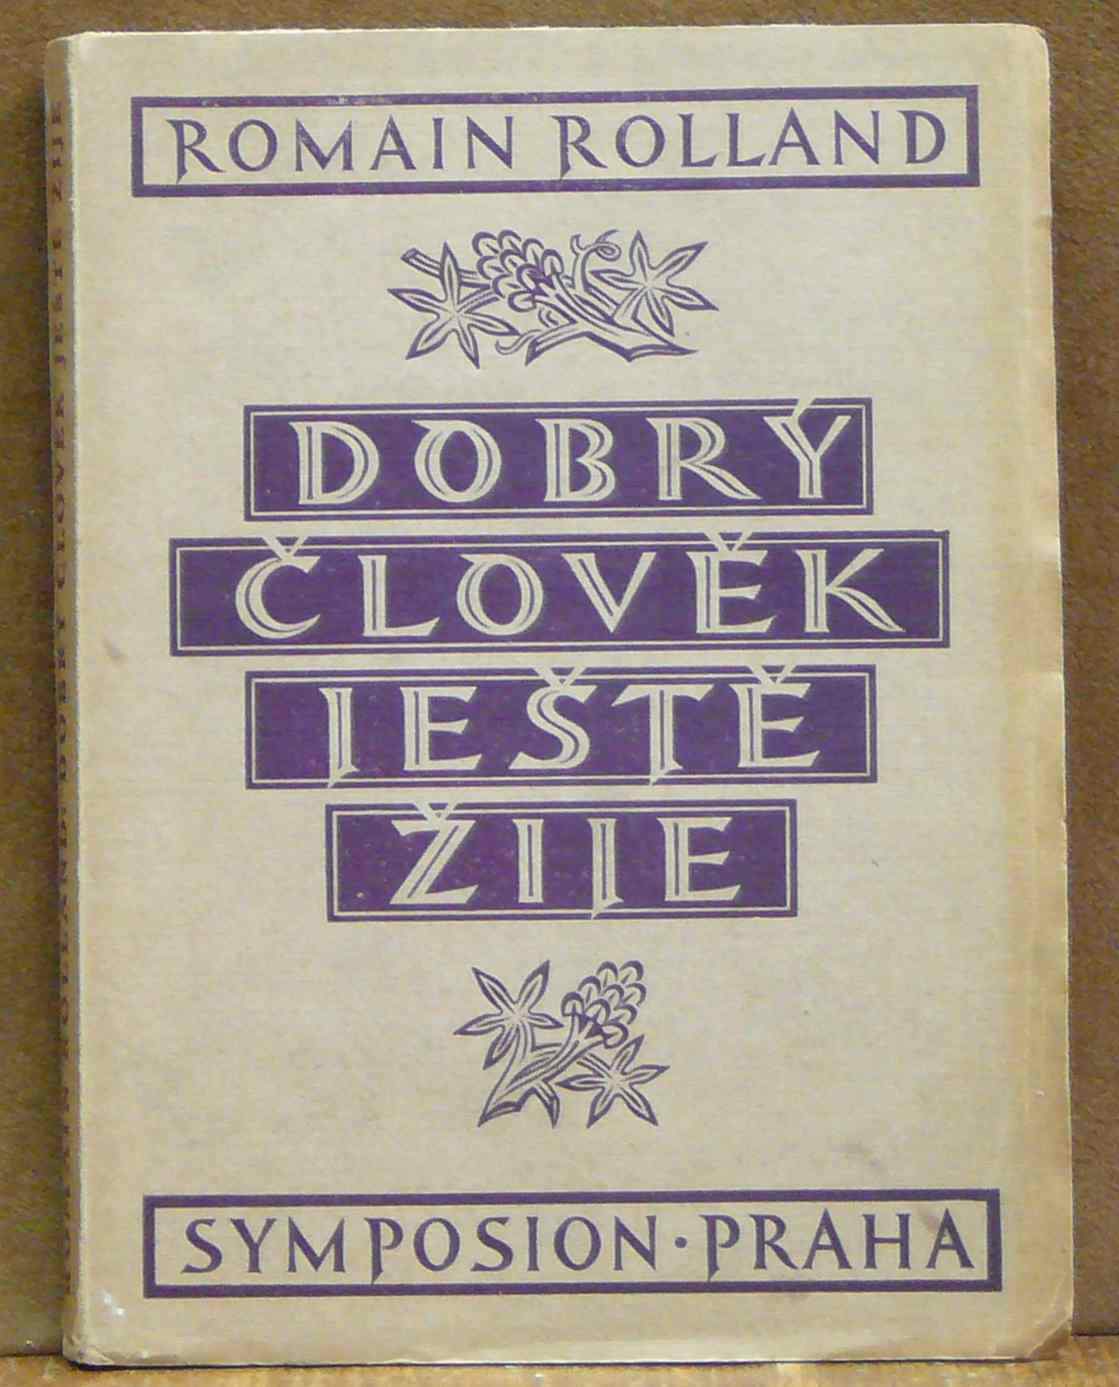 ROMAIN ROLLAND
DOBRÝ
ČLOVĚK
JEŠTĚ
ŽIJE
SYMPOSION · PRAHA